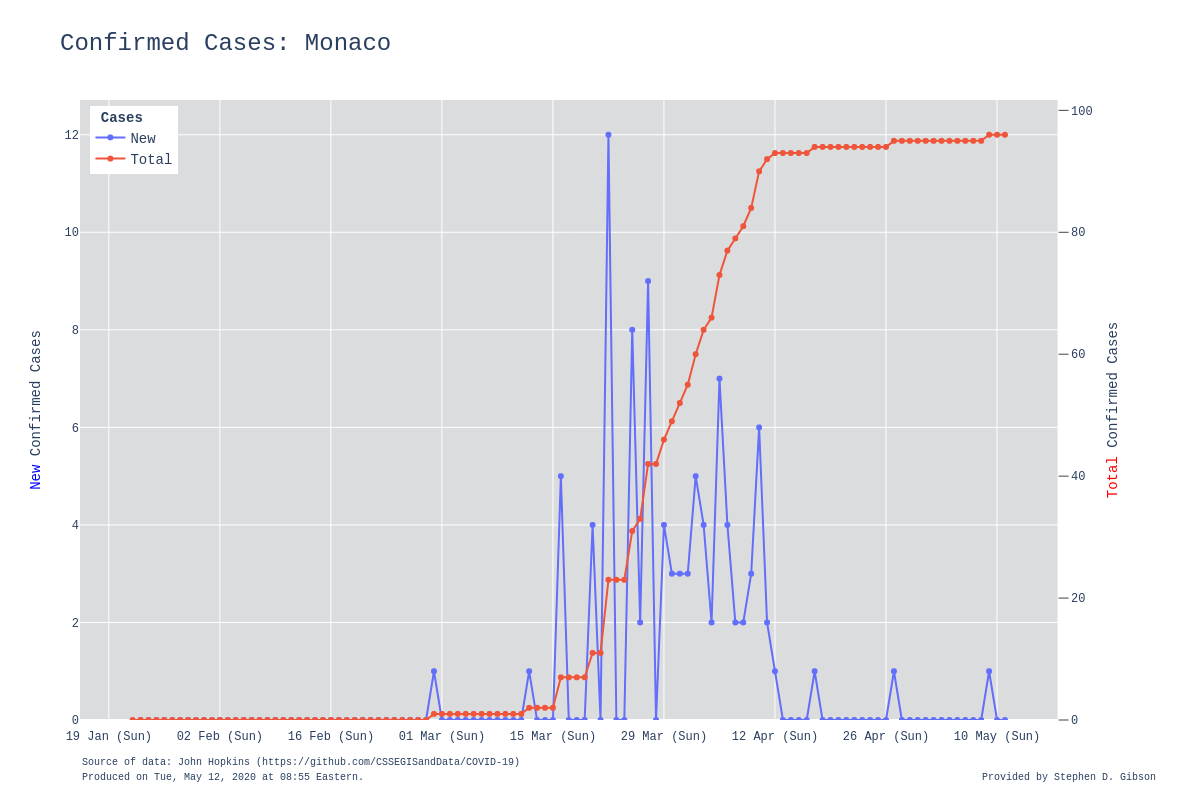 Confirmed Cases: Monaco
Cases
New
Total
12
10
8
6
4
2
0
100
80
60
40
20
0
New Confirmed Cases
Total Confirmed Cases
19 Jan (Sun) 02 Feb (Sun) 16 Feb (Sun) 01 Mar (Sun) 15 Mar (Sun) 29 Mar (Sun) 12 Apr (Sun) 26 Apr (Sun) 10 May (Sun)
Source of data: John Hopkins (https://github.com/CSSEGISandData/COVID-19)
Produced on Tue, May 12, 2020 at 08:55 Eastern.
Provided by Stephen D. Gibson